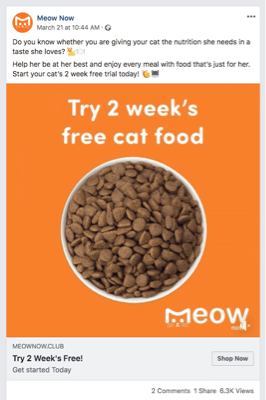 Meow Now
March 21 at 10:44 AM ·
Do you know whether you are giving your cat the nutrition she needs in a
taste she loves?
Help her be at her best and enjoy every meal with food that's just for her.
Start your cat's 2 week free trial today!
Try 2 week's
free cat food
meow
MEOWNOW.CLUB
Try 2 Week's Free!
Get started Today
Shop Now
2 Comments 1 Share 6.3K Views